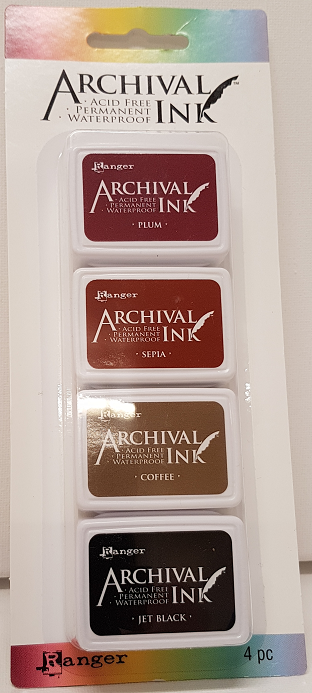 ARCHIVAL INK™
· ACID FREE
· PERMANENT
· WATERPROOF
Ranger
ARCHIVAL INK
· ACID FREE
· PERMANENT
WATERPROOF
· PLUM ·
Ranger
ARCHIVAL INK
· ACID FREE
· PERMANENT
WATERPROOF
· SEPIA ·
Ranger
ARCHIVAL INK
· ACID FREE
· PERMANENT
WATERPROOF
· COFFEE ·
Ranger
ARCHIVAL INK
· ACID FREE
· PERMANENT
WATERPROOF
· JET BLACK ·
Ranger 4 pc